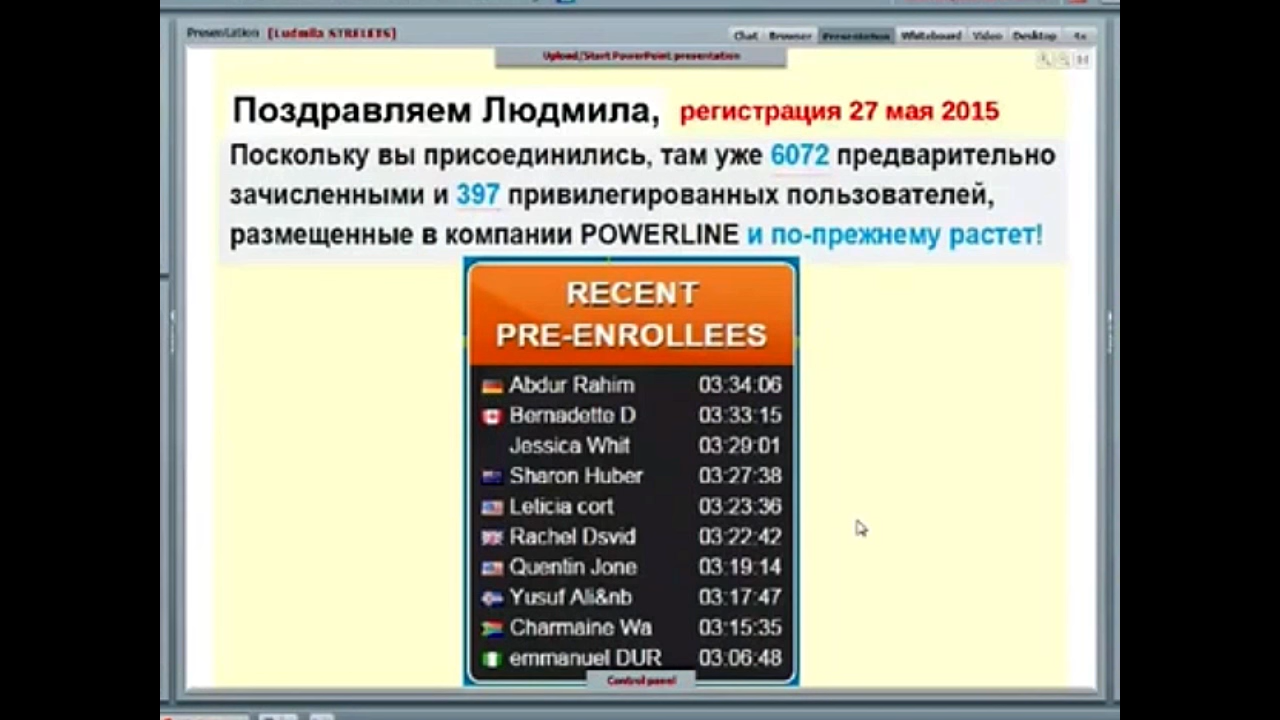 Presentation [Ludmila STRELETS]
Chat Browser Presentation Whiteboard Video Desktop 4x
Upload/Start PowerPoint presentation
Поздравляем Людмила, регистрация 27 мая 2015
Поскольку вы присоединились, там уже 6072 предварительно
зачисленными и 397 привилегированных пользователей,
размещенные в компании POWERLINE и по-прежнему растет!
RECENT
PRE-ENROLLEES
Abdur Rahim 03:34:06
Bernadette D 03:33:15
Jessica Whit 03:29:01
Sharon Huber 03:27:38
Leticia cort 03:23:36
Rachel Dsvid 03:22:42
Quentin Jone 03:19:14
Yusuf Ali&nb 03:17:47
Charmaine Wa 03:15:35
emmanuel DUR 03:06:48
Control panel